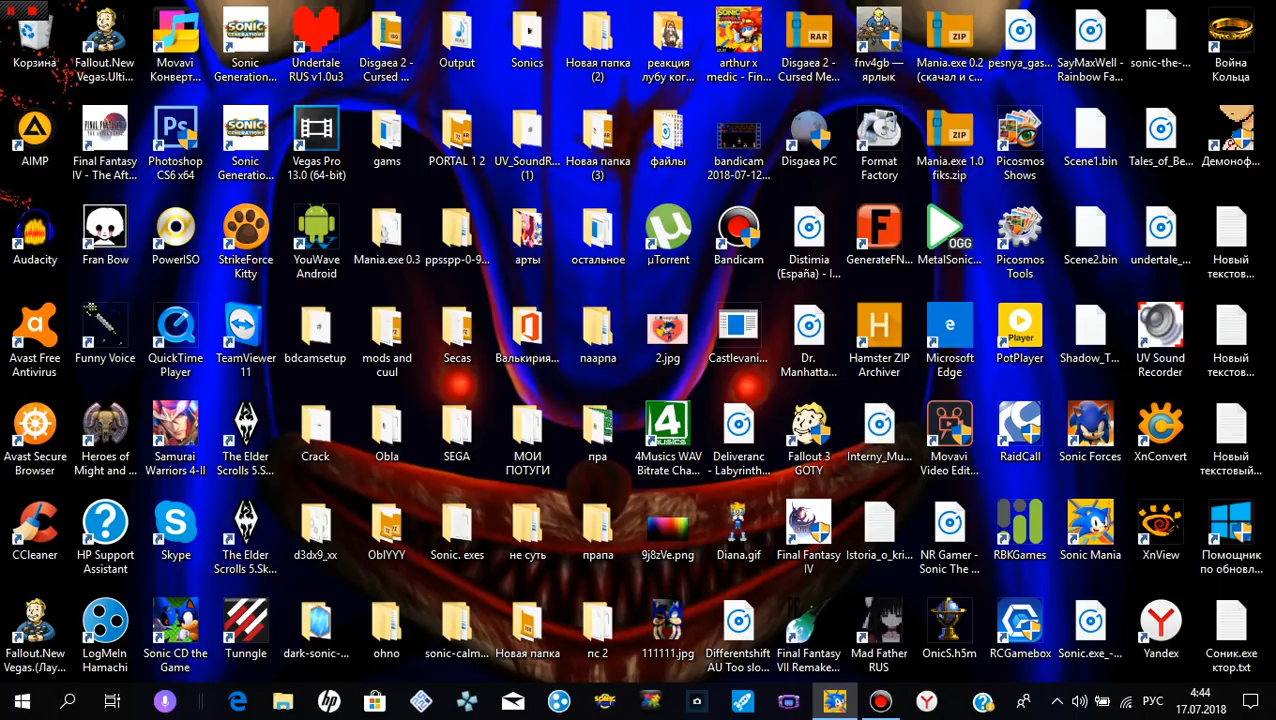 Корзина
Fallout.New
Vegas.Ulti...
Movavi
Конверт...
Sonic
Generation...
Undertale
RUS v1.0u3
Disgaea 2 -
Cursed ...
Output
Sonics
Новая папка
(2)
реакция
лубу ког...
arthur x
medic - Fin...
Disgaea 2 -
Cursed Me...
fnv4gb —
ярлык
Mania.exe 0.2
(скачал и с...
pesnya_gas...
SayMaxWell -
Rainbow Fa...
sonic-the-...
Война
Кольца
AIMP
Final Fantasy
IV - The Aft...
Photoshop
CS6 x64
Sonic
Generatio...
Vegas Pro
13.0 (64-bit)
gams
PORTAL 1 2
UV_SoundR...
(1)
Новая папка
(3)
файлы
bandicam
2018-07-12...
Disgaea PC
Format
Factory
Mania.exe 1.0
fiks.zip
Picosmos
Shows
Scene1.bin
Tales_of_Be...
Демоноф...
Audacity
Fran Bow
PowerISO
StrikeForce
Kitty
YouWave
Android
Mania.exe 0.3
ppsspp-0-9...
арты
остальное
µTorrent
Bandicam
Distimia
(España) - I...
GenerateFN...
MetalSonic...
Picosmos
Tools
Scene2.bin
undertale_...
Новый
текстов...
Avast Free
Antivirus
Funny Voice
QuickTime
Player
TeamViewer
11
bdcamsetup
mods and
cuul
Secas
Валькирия...
паарпа
2.jpg
Castlevani...
Dr.
Manhatta...
Hamster ZIP
Archiver
Microsoft
Edge
PotPlayer
Shadow_T...
UV Sound
Recorder
Новый
текстов...
Avast Secure
Browser
Heroes of
Might and ...
Samurai
Warriors 4-II
The Elder
Scrolls 5.S...
Crack
Obla
SEGA
МОИ
ПОТУГИ
пра
4Musics WAV
Bitrate Cha...
Deliveranc
- Labyrinth...
Fallout 3
GOTY
Interny_Mu...
Movavi
Video Edit...
RaidCall
Sonic Forces
XnConvert
Новый
текстовый...
CCleaner
HP Support
Assistant
Skype
The Elder
Scrolls 5.Sk...
d3dx9_xx
OblYYY
Sonic. exes
не суть
прапа
9j8zVe.png
Diana.gif
Final Fantasy
IV
Istoria_o_kri...
NR Gamer -
Sonic The ...
RBKGames
Sonic Mania
XnView
Помощник
по обновл...
Fallout.New
Vegas.(Лау...
LogMeIn
Hamachi
Sonic CD the
Game
Tunngle
dark-sonic-...
ohno
sonic-calm...
Новая папка
пс 2
111111.jpg
Differentshift
AU Too slo...
Final Fantasy
VII Remake...
Mad Father
RUS
OnicS.h5m
RCGamebox
Sonic.exe_-...
Yandex
Соник.exe
ктор.txt
РУС
4:44
17.07.2018